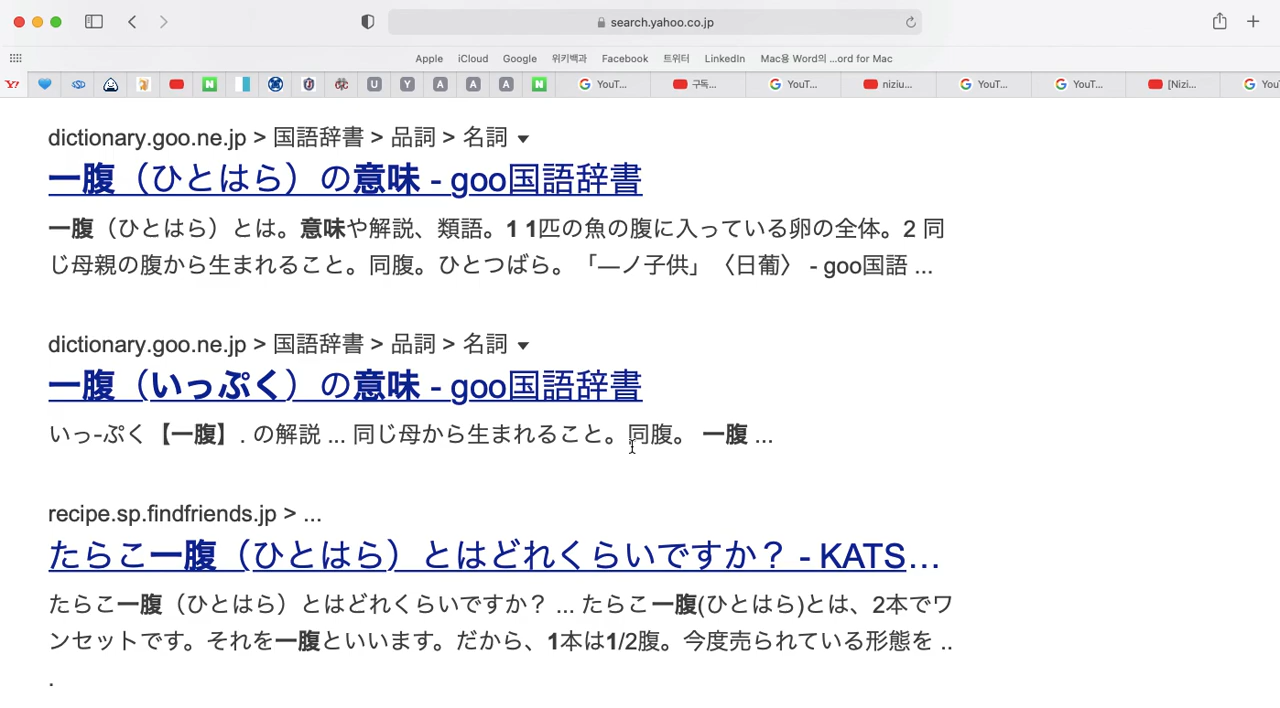 search.yahoo.co.jp
Apple iCloud Google 위키백과 Facebook 트위터 LinkedIn Mac용 Word의 ...ord for Mac
Y! N U Y A A A N YouT... 구독... YouT... niziu... YouT... YouT... [Nizi... You
dictionary.goo.ne.jp > 国語辞書 > 品詞 > 名詞
一腹（ひとはら）の意味 - goo国語辞書
一腹（ひとはら）とは。意味や解説、類語。1 1匹の魚の腹に入っている卵の全体。2 同
じ母親の腹から生まれること。同腹。ひとつばら。「—ノ子供」〈日葡〉 - goo国語 ...
dictionary.goo.ne.jp > 国語辞書 > 品詞 > 名詞
一腹（いっぷく）の意味 - goo国語辞書
いっ‐ぷく【一腹】. の解説 ... 同じ母から生まれること。同腹。 一腹 ...
recipe.sp.findfriends.jp > ...
たらこ一腹（ひとはら）とはどれくらいですか？ - KATS...
たらこ一腹（ひとはら）とはどれくらいですか？ ... たらこ一腹(ひとはら)とは、2本でワ
ンセットです。それを一腹といいます。だから、1本は1/2腹。今度売られている形態を ..
.